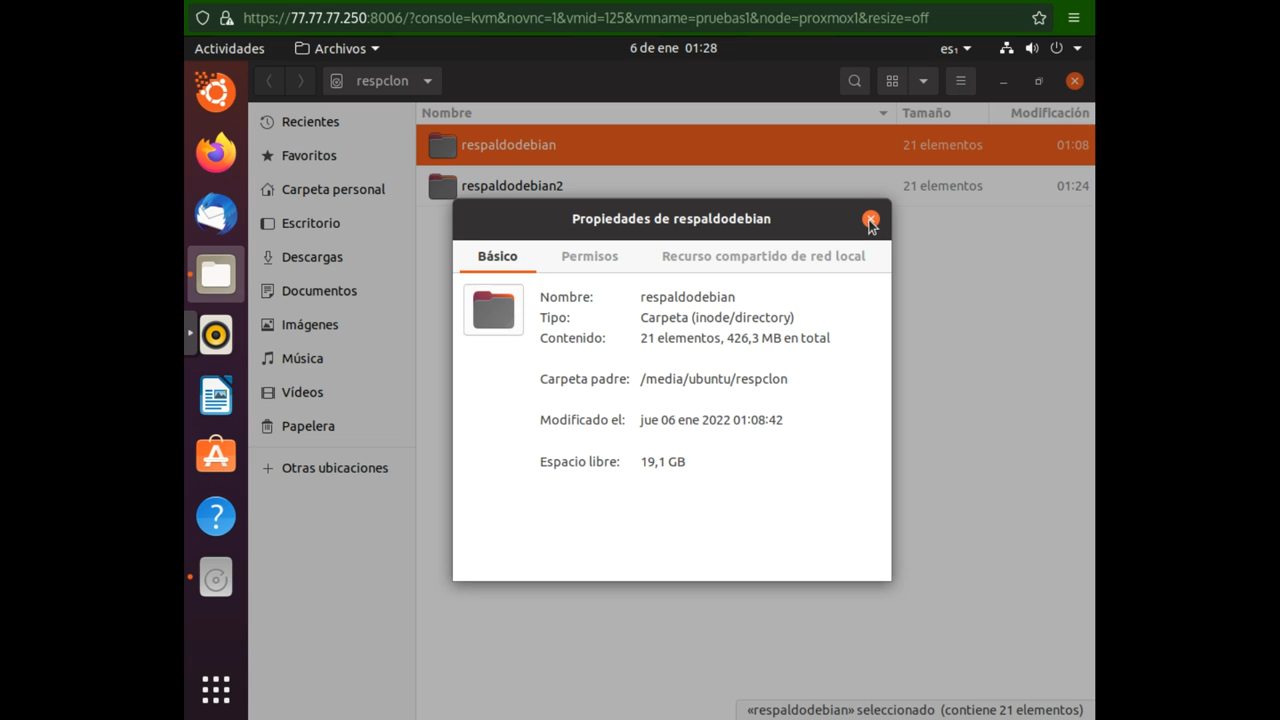 https://77.77.77.250:8006/?console=kvm&novnc=1&vmid=125&vmname=pruebas1&node=proxmox1&resize=off
Actividades Archivos 6 de ene 01:28 es₁
respclon
Nombre Tamaño Modificación
Recientes
Favoritos
Carpeta personal
Escritorio
Descargas
Documentos
Imágenes
Música
Vídeos
Papelera
Otras ubicaciones
respaldodebian 21 elementos 01:08
respaldodebian2 21 elementos 01:24
Propiedades de respaldodebian
Básico Permisos Recurso compartido de red local
Nombre: respaldodebian
Tipo: Carpeta (inode/directory)
Contenido: 21 elementos, 426,3 MB en total
Carpeta padre: /media/ubuntu/respclon
Modificado el: jue 06 ene 2022 01:08:42
Espacio libre: 19,1 GB
«respaldodebian» seleccionado (contiene 21 elementos)